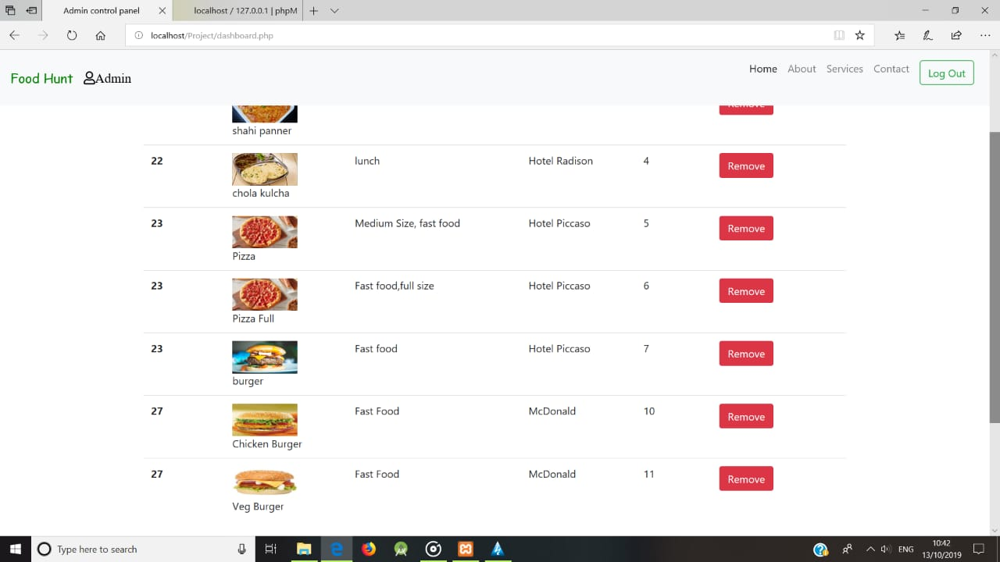 Admin control panel
localhost / 127.0.0.1 | phpM
localhost/Project/dashboard.php
Food Hunt Admin
Home About Services Contact Log Out
Remove
shahi panner
22 lunch Hotel Radison 4 Remove
chola kulcha
23 Medium Size, fast food Hotel Piccaso 5 Remove
Pizza
23 Fast food,full size Hotel Piccaso 6 Remove
Pizza Full
23 Fast food Hotel Piccaso 7 Remove
burger
27 Fast Food McDonald 10 Remove
Chicken Burger
27 Fast Food McDonald 11 Remove
Veg Burger
Type here to search
ENG
10:42
13/10/2019